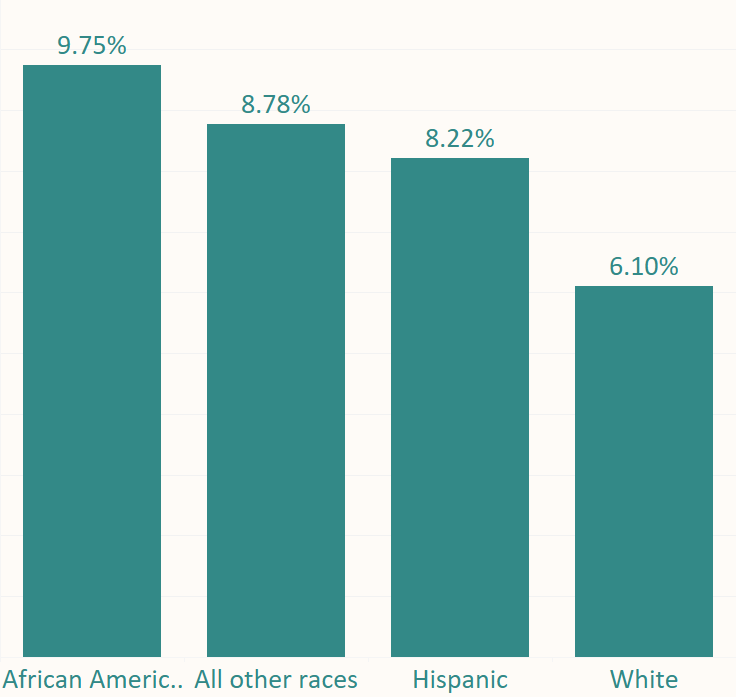 9.75%
8.78%
8.22%
6.10%
African Americ..
All other races
Hispanic
White